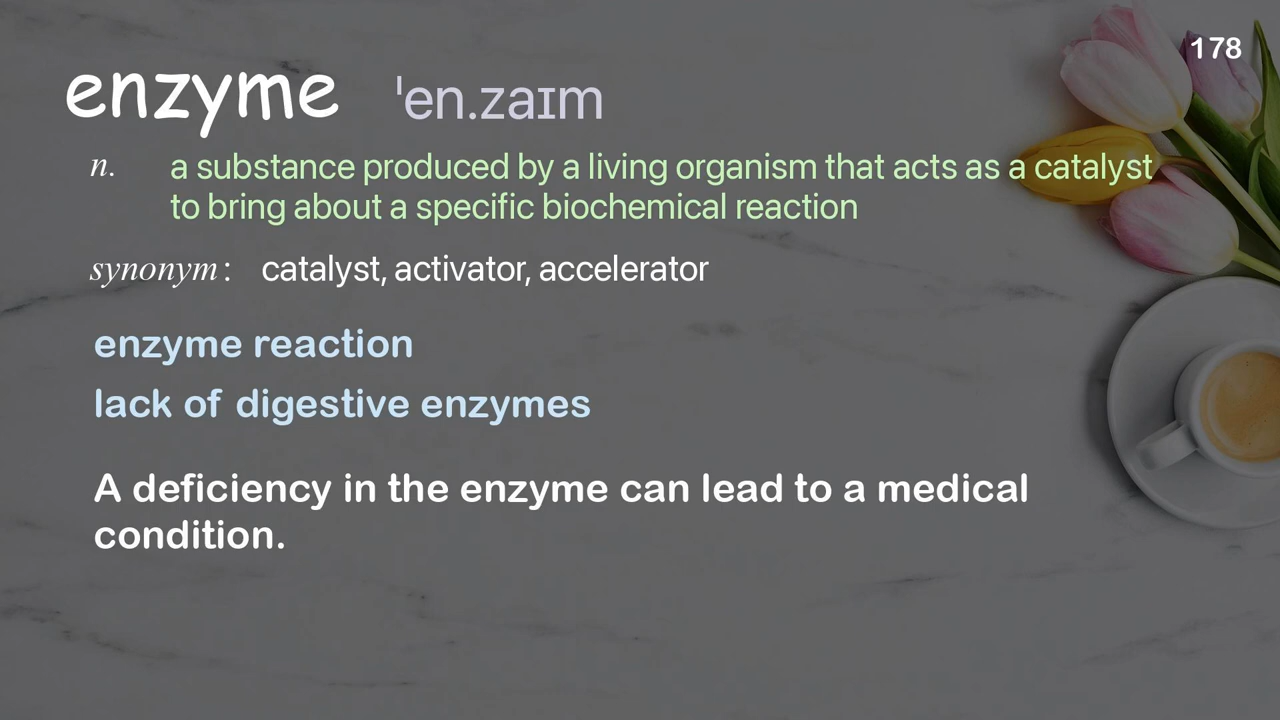 178
enzyme ˈen.zaɪm
n. a substance produced by a living organism that acts as a catalyst
to bring about a specific biochemical reaction
synonym: catalyst, activator, accelerator
enzyme reaction
lack of digestive enzymes
A deficiency in the enzyme can lead to a medical
condition.